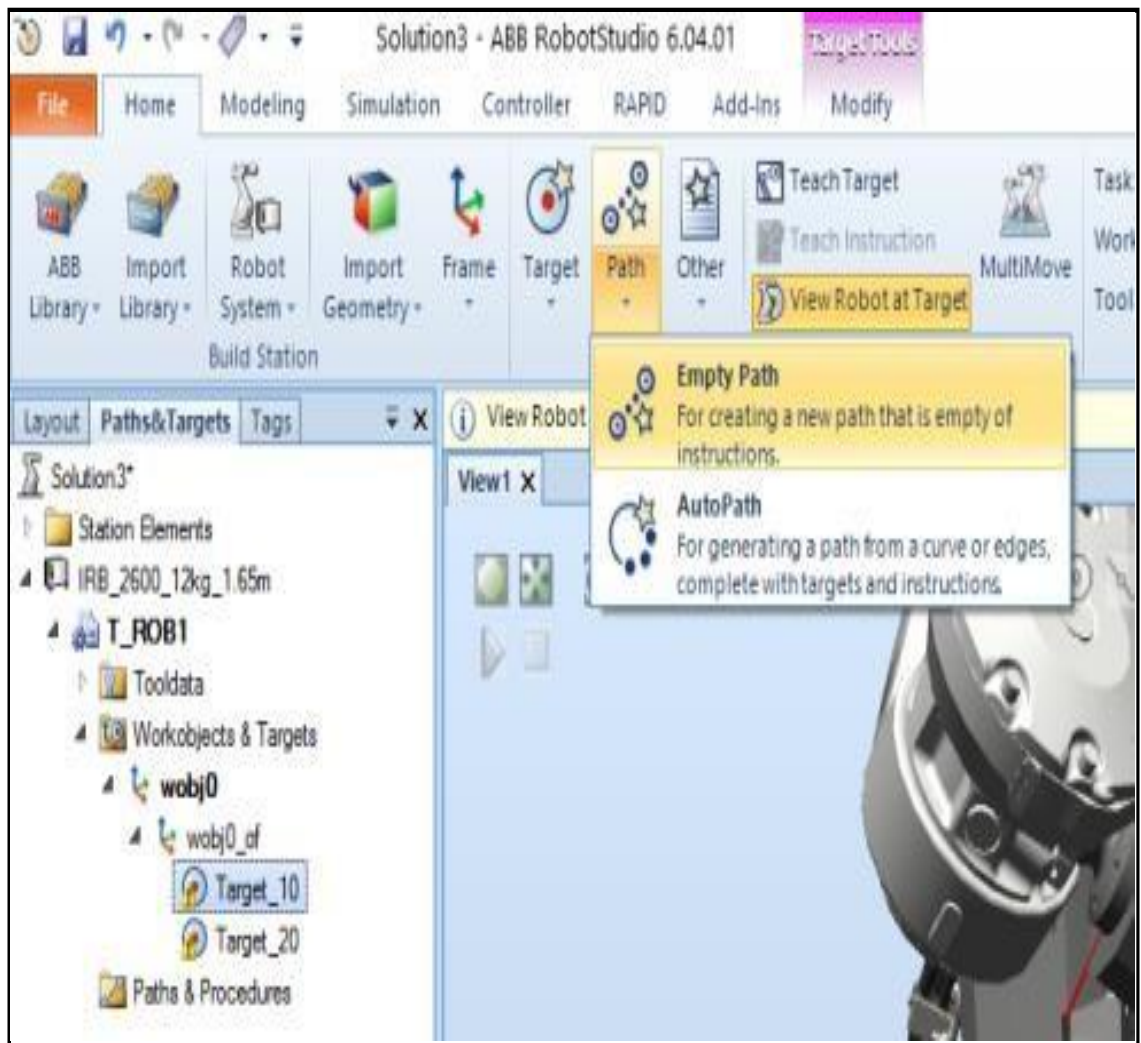 Solution3 - ABB RobotStudio 6.04.01
Target Tools
File Home Modeling Simulation Controller RAPID Add-Ins Modify
ABB Library
Import Library
Robot System
Import Geometry
Frame
Target
Path
Other
Teach Target
Teach Instruction
View Robot at Target
MultiMove
Task
Work
Tool
Build Station
Empty Path
For creating a new path that is empty of
instructions.
AutoPath
For generating a path from a curve or edges,
complete with targets and instructions.
Layout Paths&Targets Tags
View Robot
View1
Solution3*
Station Elements
IRB_2600_12kg_1.65m
T_ROB1
Tooldata
Workobjects & Targets
wobj0
wobj0_of
Target_10
Target_20
Paths & Procedures